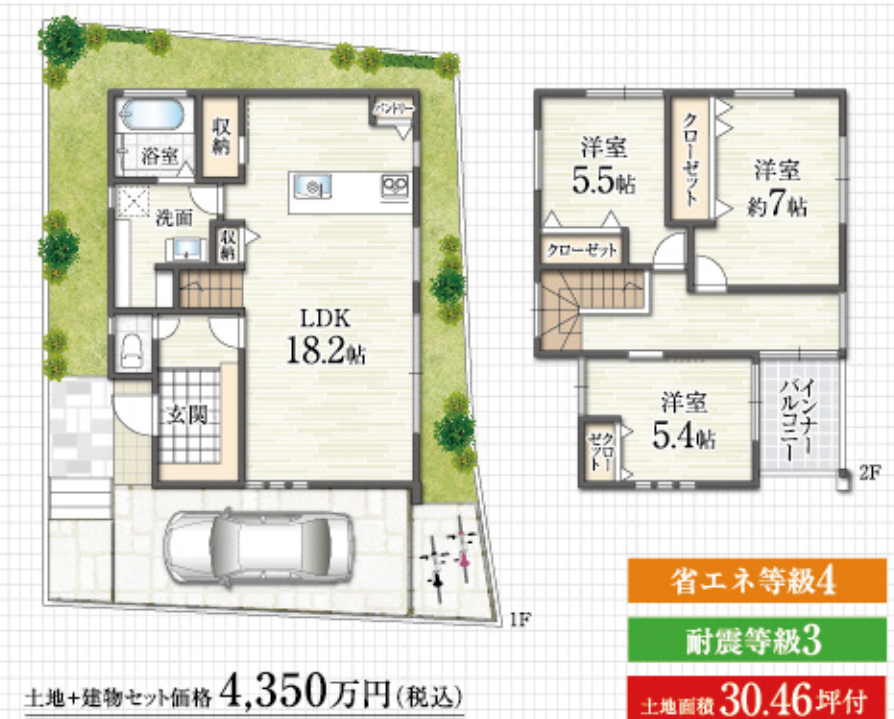 浴室
収納
パントリー
洗面
収納
LDK
18.2帖
玄関
1F
洋室
5.5帖
クローゼット
洋室
約7帖
クローゼット
洋室
5.4帖
クローゼット
インナーバルコニー
2F
省エネ等級4
耐震等級3
土地面積 30.46坪付
土地+建物セット価格 4,350万円(税込)